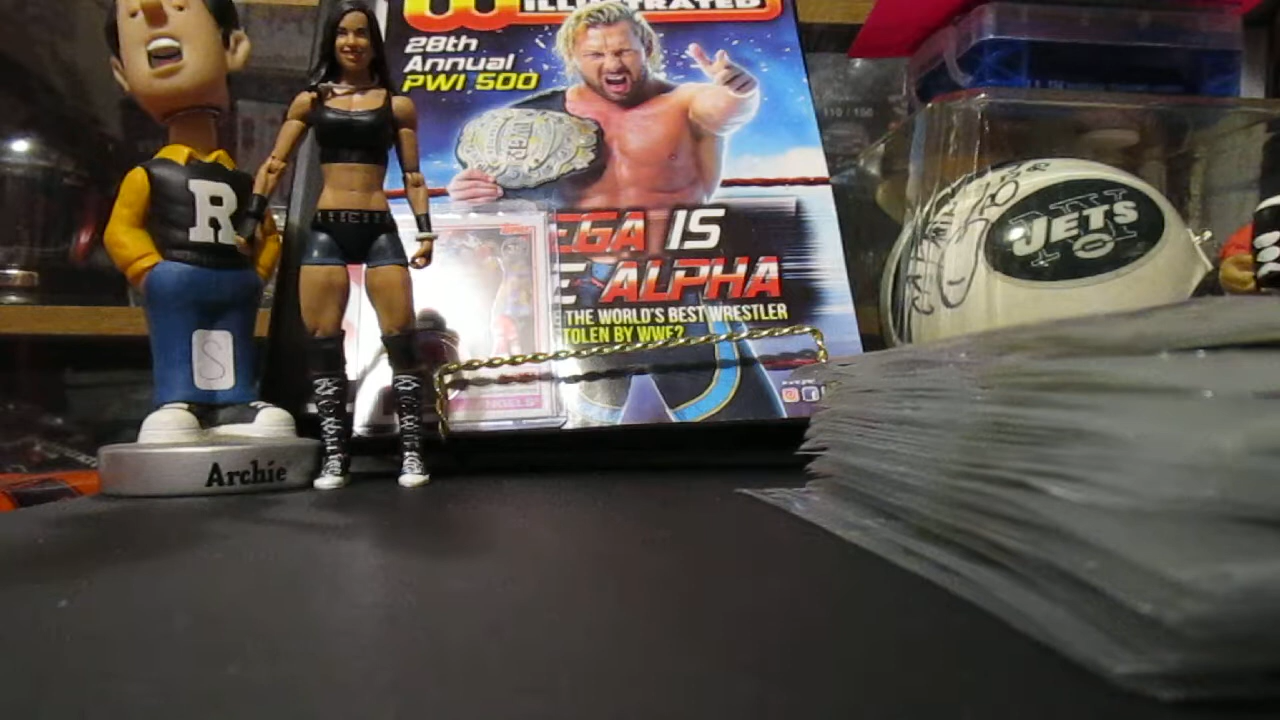 ILLUSTRATED
28th
Annual
PWI 500
R
EGA IS
E ALPHA
THE WORLD'S BEST WRESTLER
TOLEN BY WWE?
JETS
S
Archie